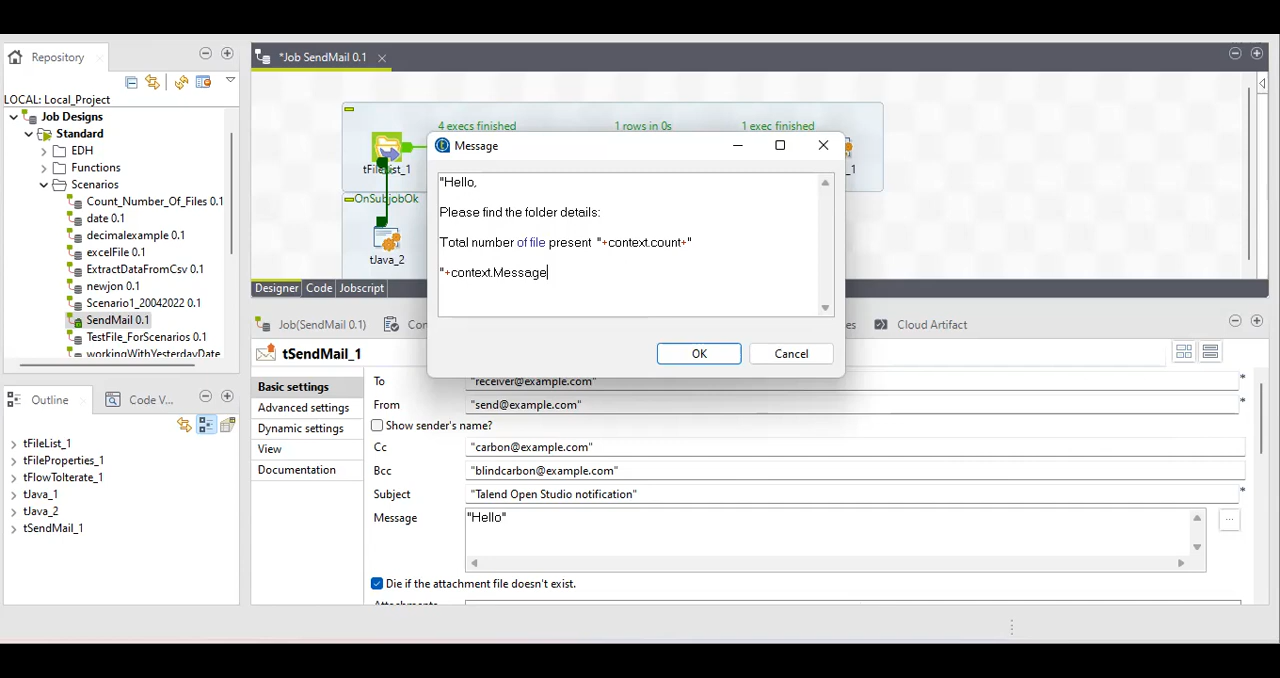 Repository
*Job SendMail 0.1
LOCAL: Local_Project
Job Designs
Standard
EDH
Functions
Scenarios
Count_Number_Of_Files 0.1
date 0.1
decimalexample 0.1
excelFile 0.1
ExtractDataFromCsv 0.1
newjon 0.1
Scenario1_20042022 0.1
SendMail 0.1
TestFile_ForScenarios 0.1
workingWithYesterdayDate
4 execs finished
1 rows in 0s
1 exec finished
tFileList_1
_1
OnSubjobOk
tJava_2
Message
"Hello,
Please find the folder details:
Total number of file present "+context.count+"
"+context.Message
OK
Cancel
Designer
Code
Jobscript
Job(SendMail 0.1)
Con
es
Cloud Artifact
tSendMail_1
Basic settings
Advanced settings
Dynamic settings
View
Documentation
To
"receiver@example.com"
*
From
"send@example.com"
*
Show sender's name?
Cc
"carbon@example.com"
Bcc
"blindcarbon@example.com"
Subject
"Talend Open Studio notification"
*
Message
"Hello"
...
Die if the attachment file doesn't exist.
Attachments
Outline
Code V...
tFileList_1
tFileProperties_1
tFlowToIterate_1
tJava_1
tJava_2
tSendMail_1